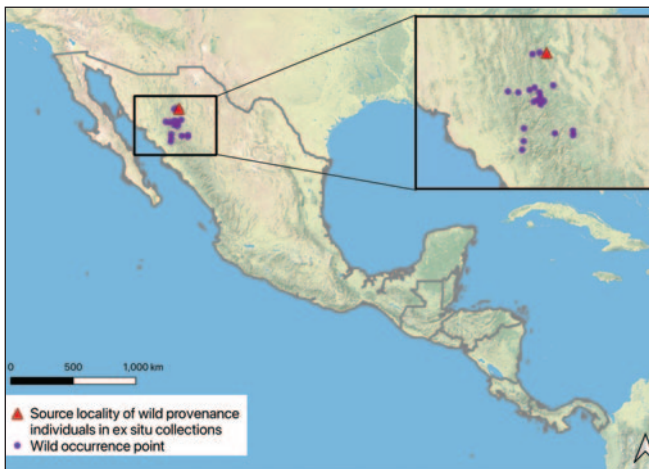 0 500 1,000 km
Source locality of wild provenance
individuals in ex situ collections
Wild occurrence point